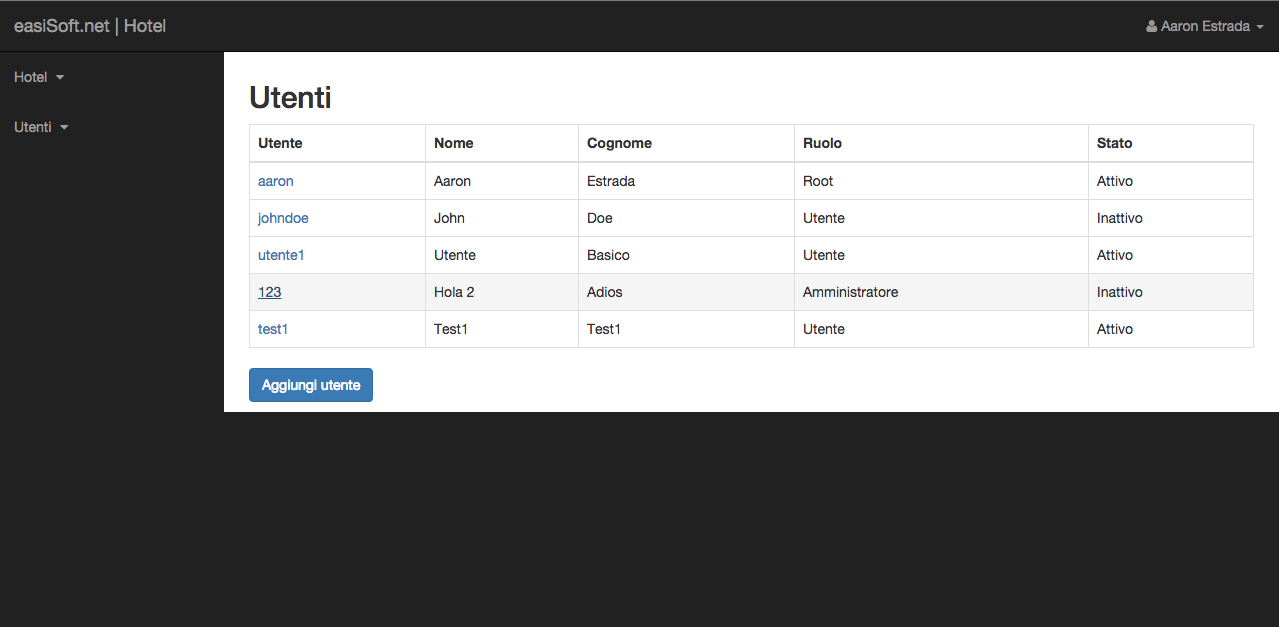 easiSoft.net | Hotel
Aaron Estrada
Hotel
Utenti
Utenti
Utente Nome Cognome Ruolo Stato
aaron Aaron Estrada Root Attivo
johndoe John Doe Utente Inattivo
utente1 Utente Basico Utente Attivo
123 Hola 2 Adios Amministratore Inattivo
test1 Test1 Test1 Utente Attivo
Aggiungi utente